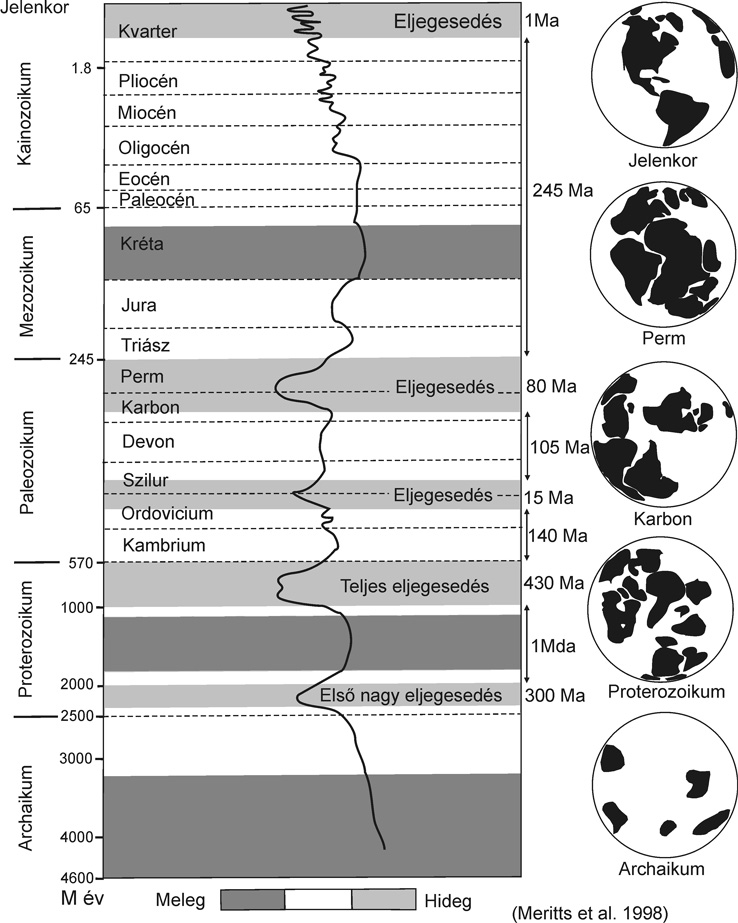 Jelenkor
Kvarter
Eljegesedés
1Ma
1.8
Pliocén
Miocén
Oligocén
Eocén
Paleocén
65
Kainozoikum
245 Ma
Kréta
Jura
Triász
245
Mezozoikum
Perm
Eljegesedés
80 Ma
Karbon
Devon
105 Ma
Szilur
Eljegesedés
15 Ma
Ordovicium
140 Ma
Kambrium
570
Paleozoikum
Teljes eljegesedés
430 Ma
1000
1Mda
2000
Első nagy eljegesedés
300 Ma
2500
Proterozoikum
3000
4000
4600
Archaikum
M év
Meleg
Hideg
Jelenkor
Perm
Karbon
Proterozoikum
Archaikum
(Meritts et al. 1998)